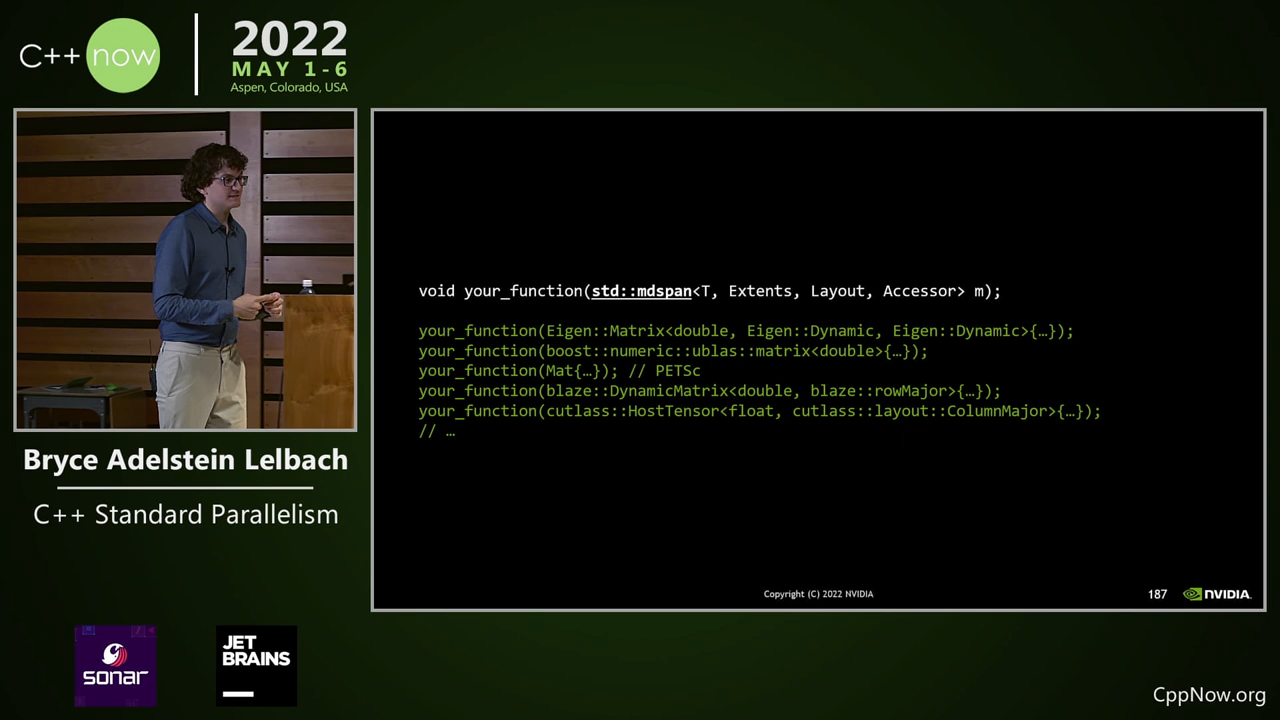 C++ now
2022
MAY 1-6
Aspen, Colorado, USA
void your_function(std::mdspan<T, Extents, Layout, Accessor> m);
your_function(Eigen::Matrix<double, Eigen::Dynamic, Eigen::Dynamic>{…});
your_function(boost::numeric::ublas::matrix<double>{…});
your_function(Mat{…}); // PETSc
your_function(blaze::DynamicMatrix<double, blaze::rowMajor>{…});
your_function(cutlass::HostTensor<float, cutlass::layout::ColumnMajor>{…});
// …
Copyright (C) 2022 NVIDIA
187
NVIDIA.
Bryce Adelstein Lelbach
C++ Standard Parallelism
sonar
JET
BRAINS
CppNow.org